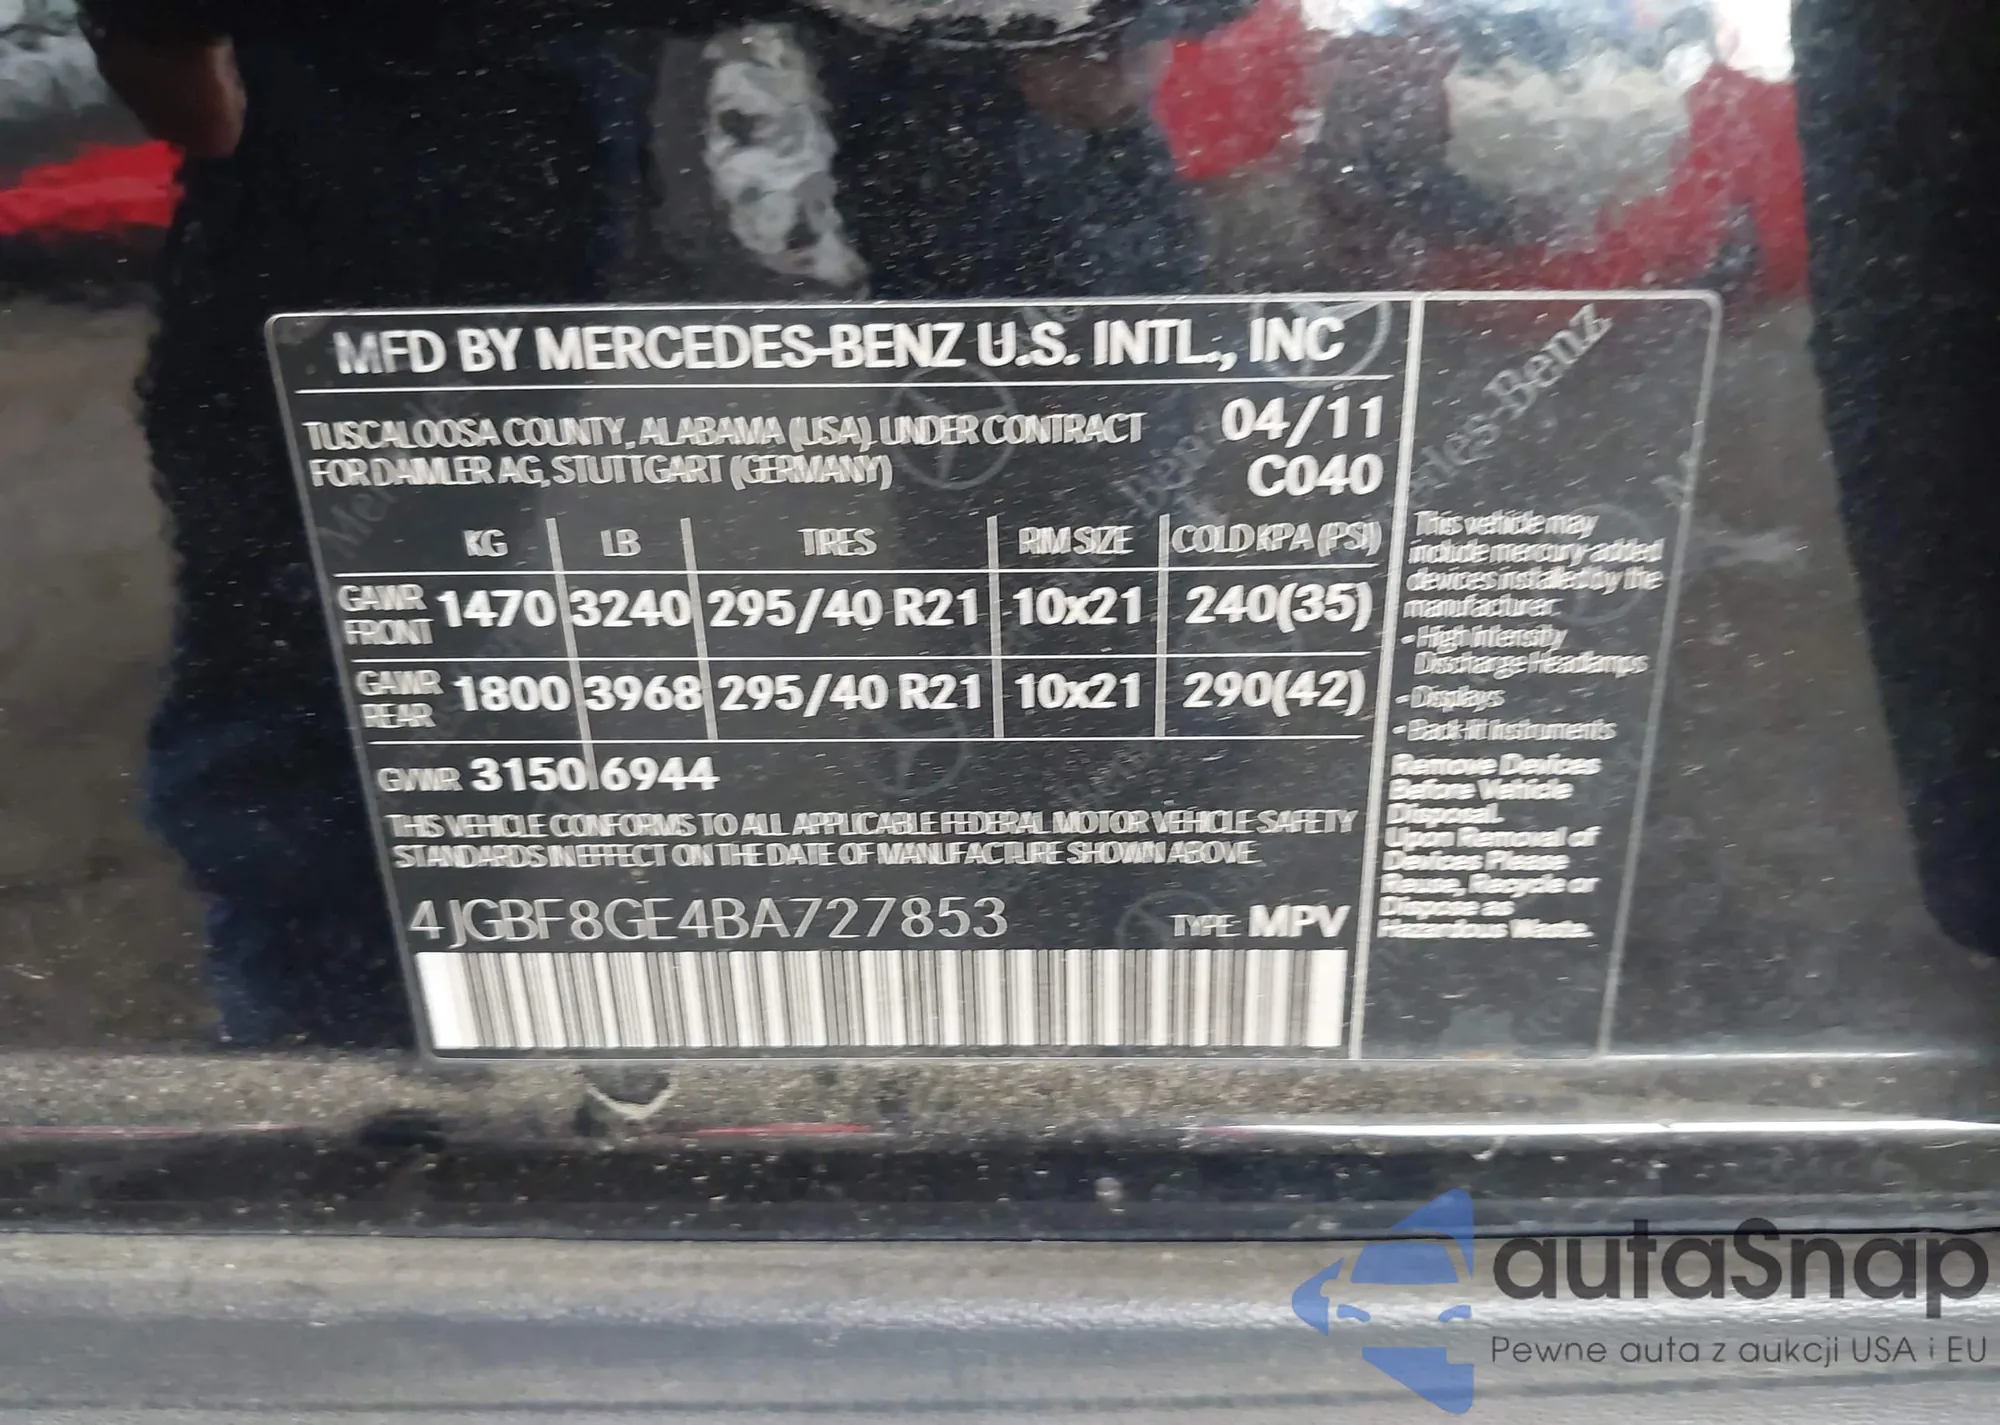 MFD BY MERCEDES-BENZ U.S. INTL., INC
TUSCALOOSA COUNTY, ALABAMA (USA) UNDER CONTRACT
FOR DAIMLER AG, STUTTGART (GERMANY)
04/11
C040
KG LB TIRES RIM SIZE COLD KPA (PSI)
GAWR FRONT 1470 3240 295/40 R21 10x21 240(35)
GAWR REAR 1800 3968 295/40 R21 10x21 290(42)
GVWR 3150 6944
THIS VEHICLE CONFORMS TO ALL APPLICABLE FEDERAL MOTOR VEHICLE SAFETY
STANDARDS IN EFFECT ON THE DATE OF MANUFACTURE SHOWN ABOVE.
4JGBF8GE4BA727853 TYPE: MPV
Mercedes-Benz
This vehicle may
include mercury-added
devices installed by the
manufacturer:
- High Intensity
Discharge Headlamps
- Displays
- Back-lit Instruments
Remove Devices
Before Vehicle
Disposal.
Upon Removal of
Devices Please
Reuse, Recycle or
Dispose as
Hazardous Waste.
autaSnap
Pewne auta z aukcji USA i EU